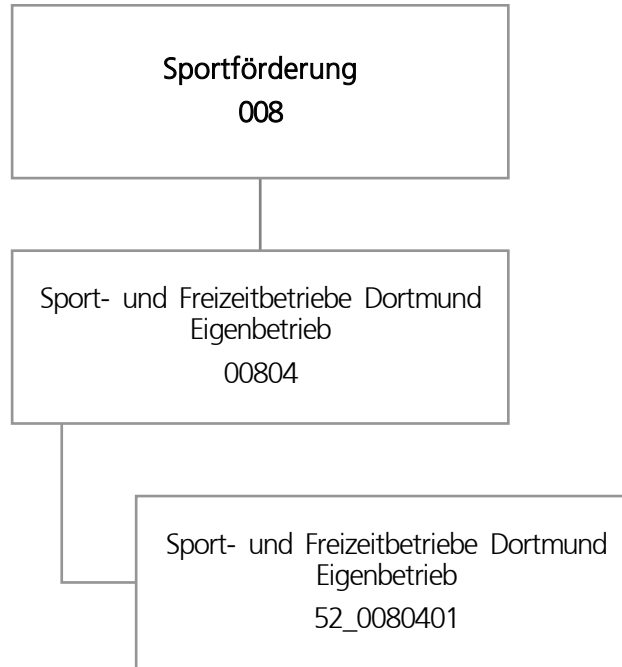 Sportförderung
008
Sport- und Freizeitbetriebe Dortmund
Eigenbetrieb
00804
Sport- und Freizeitbetriebe Dortmund
Eigenbetrieb
52_0080401